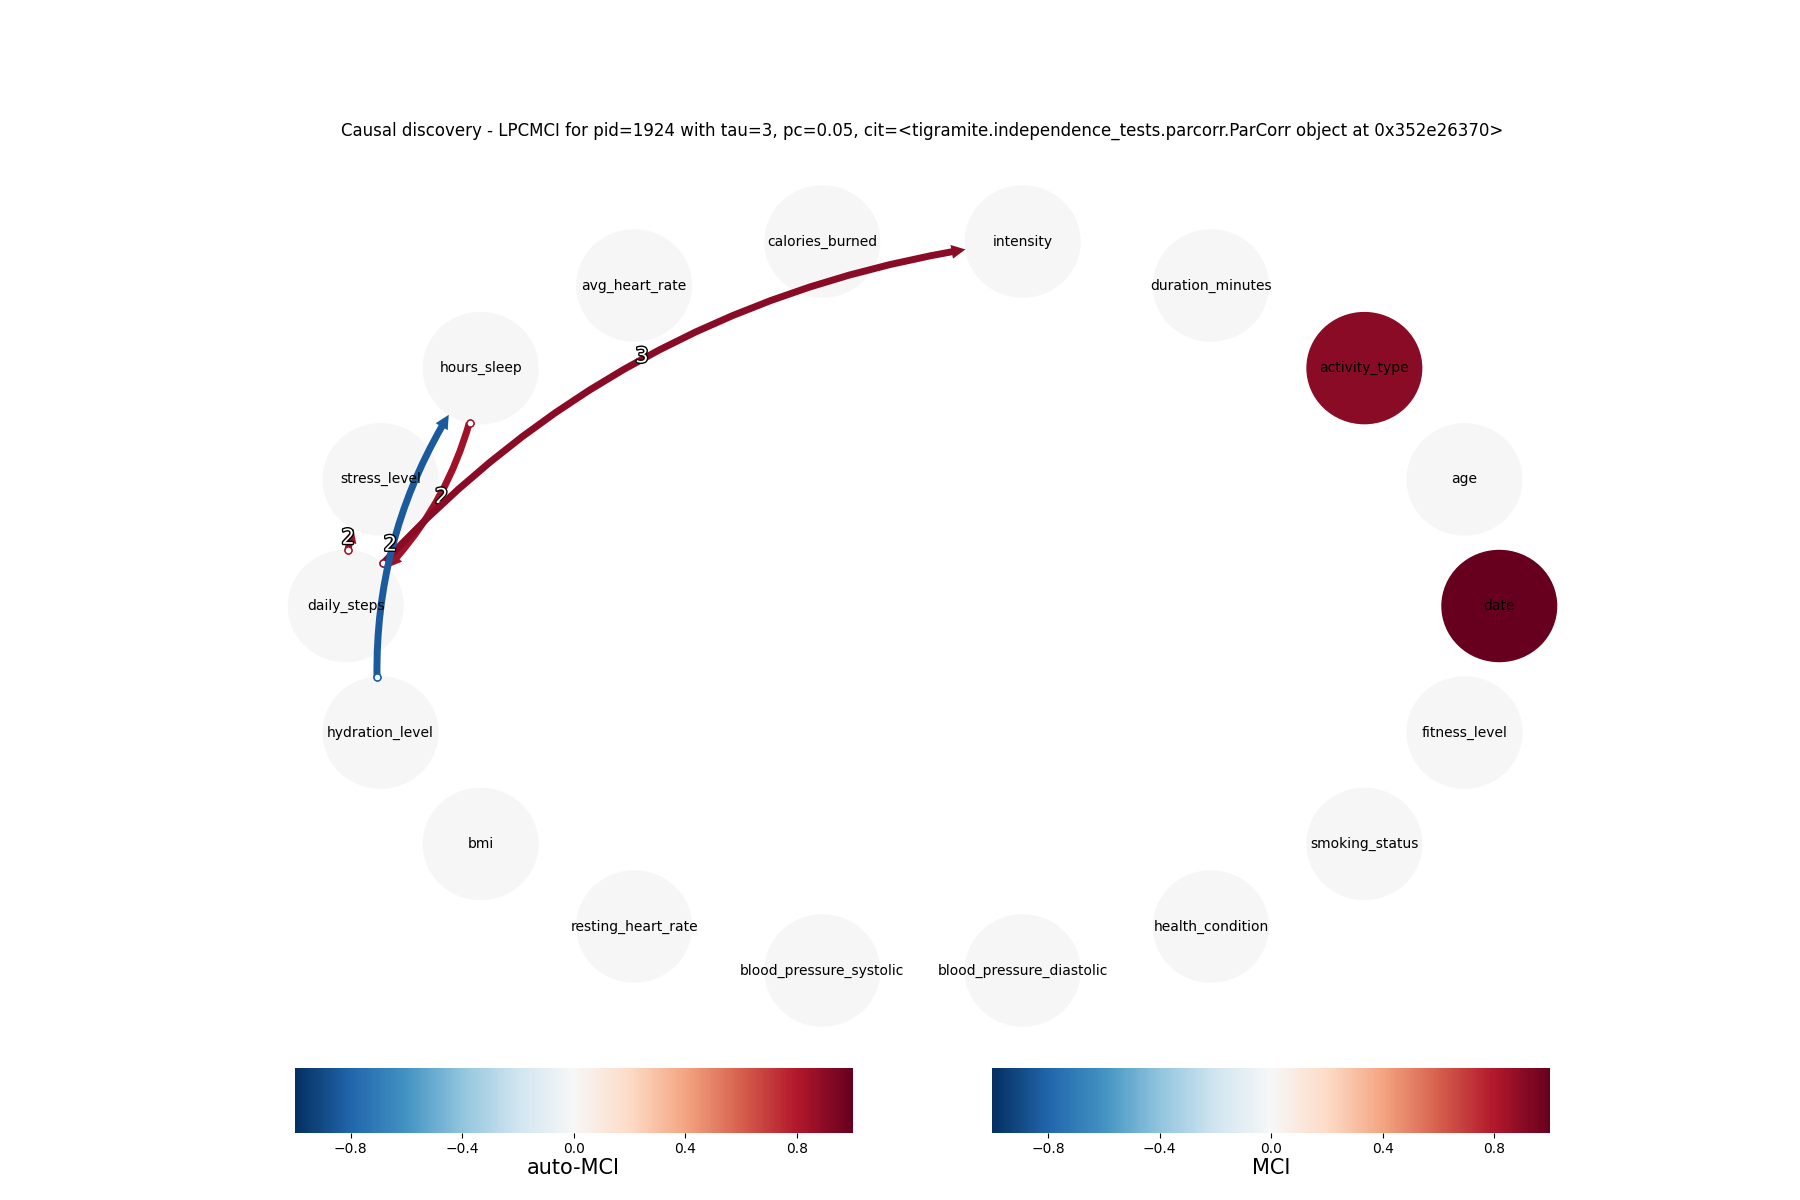 Causal discovery - LPCMCI for pid=1924 with tau=3, pc=0.05, cit=<tigramite.independence_tests.parcorr.ParCorr object at 0x352e26370>
calories_burned
intensity
avg_heart_rate
duration_minutes
3
hours_sleep
activity_type
stress_level
age
2
2
2
daily_steps
date
hydration_level
fitness_level
bmi
smoking_status
resting_heart_rate
health_condition
blood_pressure_systolic
blood_pressure_diastolic
−0.8 −0.4 0.0 0.4 0.8
auto-MCI
−0.8 −0.4 0.0 0.4 0.8
MCI